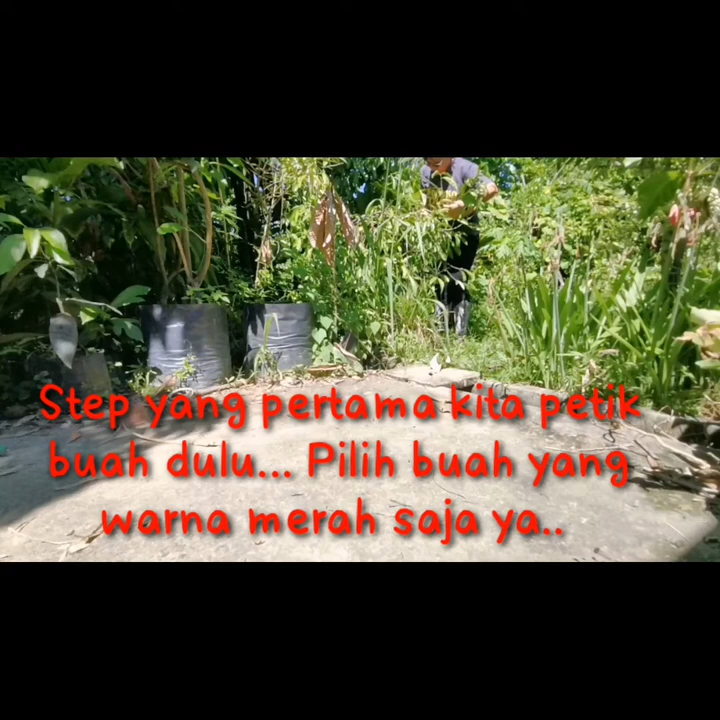 Step yang pertama kita petik
buah dulu... Pilih buah yang
warna merah saja ya..